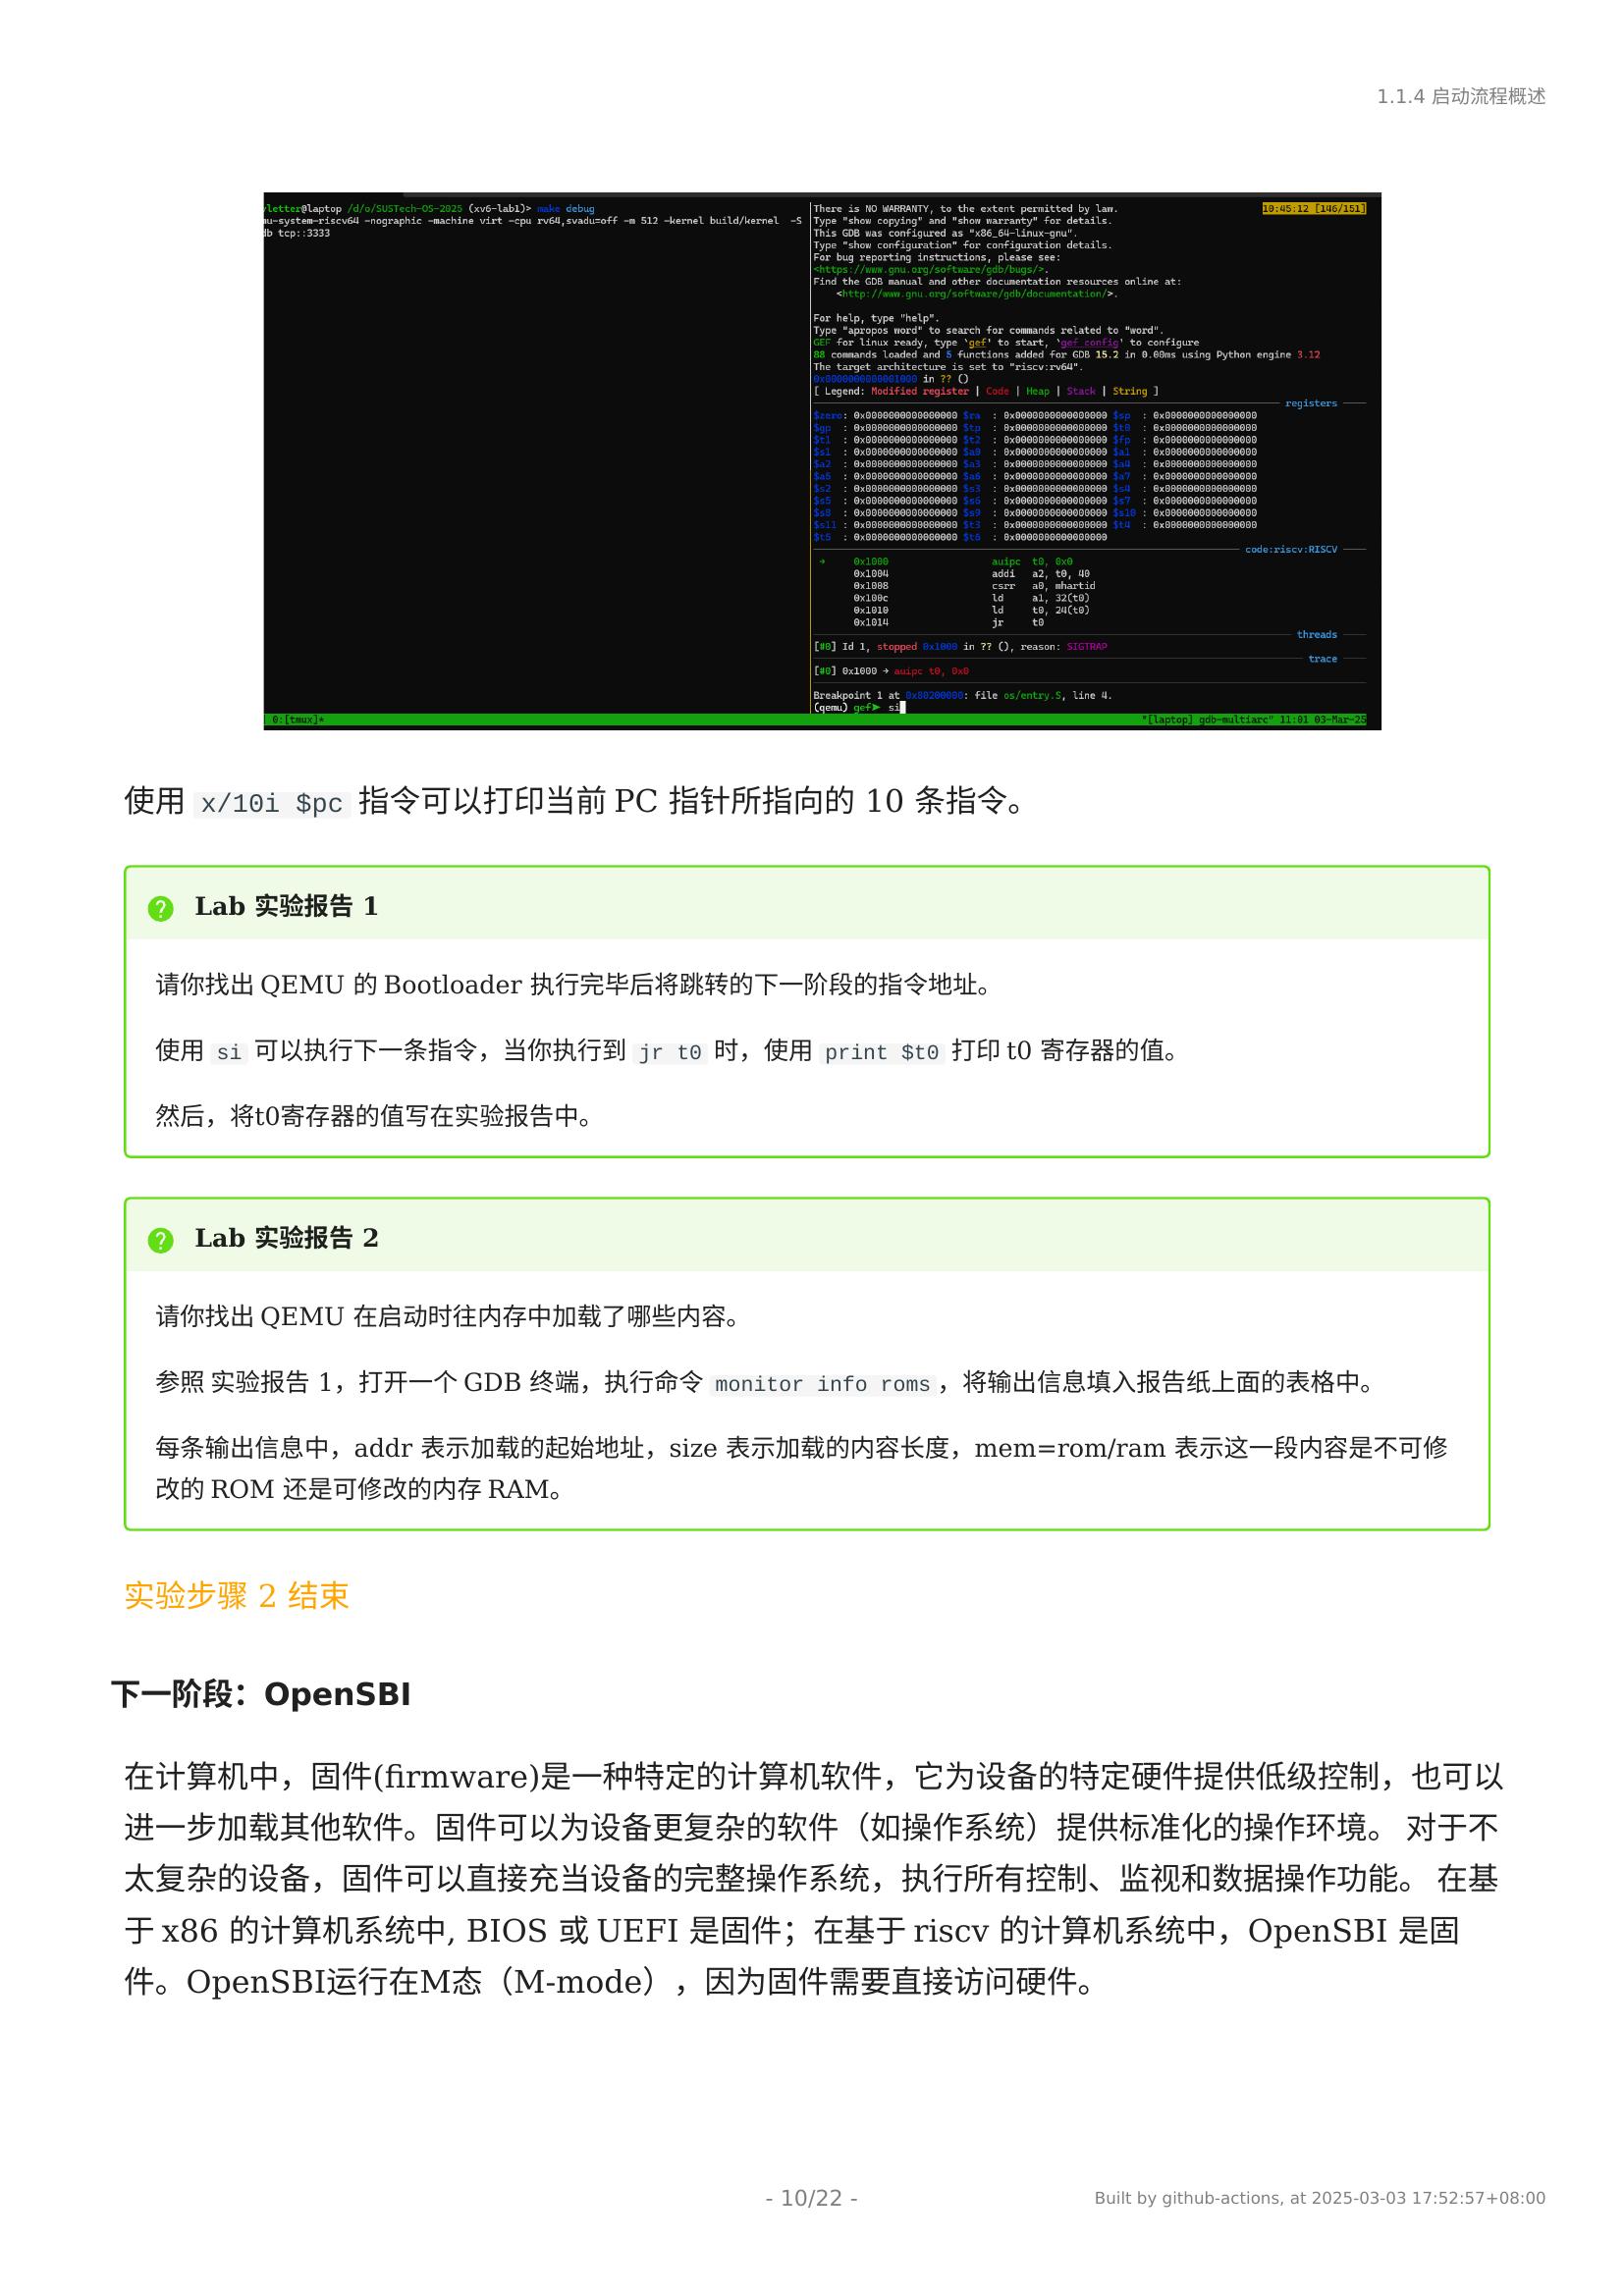 1.1.4 启动流程概述
letter@laptop /d/o/SUSTech-OS-2025 (xv6-lab1)> make debug
mu-system-riscv64 -nographic -machine virt -cpu rv64,svadu=off -m 512 -kernel build/kernel  -S
db tcp::3333
There is NO WARRANTY, to the extent permitted by law.
10:45:12 [146/151]
Type "show copying" and "show warranty" for details.
This GDB was configured as "x86_64-linux-gnu".
Type "show configuration" for configuration details.
For bug reporting instructions, please see:
<https://www.gnu.org/software/gdb/bugs/>.
Find the GDB manual and other documentation resources online at:
<http://www.gnu.org/software/gdb/documentation/>.
For help, type "help".
Type "apropos word" to search for commands related to "word".
GEF for linux ready, type `gef' to start, `gef config' to configure
88 commands loaded and 5 functions added for GDB 15.2 in 0.00ms using Python engine 3.12
The target architecture is set to "riscv:rv64".
0x0000000000001000 in ?? ()
[ Legend: Modified register | Code | Heap | Stack | String ]
registers
$zero: 0x0000000000000000 $ra  : 0x0000000000000000 $sp  : 0x0000000000000000
$gp  : 0x0000000000000000 $tp  : 0x0000000000000000 $t0  : 0x0000000000000000
$t1  : 0x0000000000000000 $t2  : 0x0000000000000000 $fp  : 0x0000000000000000
$s1  : 0x0000000000000000 $a0  : 0x0000000000000000 $a1  : 0x0000000000000000
$a2  : 0x0000000000000000 $a3  : 0x0000000000000000 $a4  : 0x0000000000000000
$a5  : 0x0000000000000000 $a6  : 0x0000000000000000 $a7  : 0x0000000000000000
$s2  : 0x0000000000000000 $s3  : 0x0000000000000000 $s4  : 0x0000000000000000
$s5  : 0x0000000000000000 $s6  : 0x0000000000000000 $s7  : 0x0000000000000000
$s8  : 0x0000000000000000 $s9  : 0x0000000000000000 $s10 : 0x0000000000000000
$s11 : 0x0000000000000000 $t3  : 0x0000000000000000 $t4  : 0x0000000000000000
$t5  : 0x0000000000000000 $t6  : 0x0000000000000000
code:riscv:RISCV
→ 0x1000 auipc t0, 0x0
0x1004 addi a2, t0, 40
0x1008 csrr a0, mhartid
0x100c ld a1, 32(t0)
0x1010 ld t0, 24(t0)
0x1014 jr t0
threads
[#0] Id 1, stopped 0x1000 in ?? (), reason: SIGTRAP
trace
[#0] 0x1000 → auipc t0, 0x0
Breakpoint 1 at 0x80200000: file os/entry.S, line 4.
(qemu) gef➤ si
0:[tmux]*
"[laptop] gdb-multiarc" 11:01 03-Mar-25
使用 x/10i $pc 指令可以打印当前 PC 指针所指向的 10 条指令。
Lab 实验报告 1
请你找出 QEMU 的 Bootloader 执行完毕后将跳转的下一阶段的指令地址。
使用 si 可以执行下一条指令，当你执行到 jr t0 时，使用 print $t0 打印 t0 寄存器的值。
然后，将t0寄存器的值写在实验报告中。
Lab 实验报告 2
请你找出 QEMU 在启动时往内存中加载了哪些内容。
参照 实验报告 1，打开一个 GDB 终端，执行命令 monitor info roms ，将输出信息填入报告纸上面的表格中。
每条输出信息中，addr 表示加载的起始地址，size 表示加载的内容长度，mem=rom/ram 表示这一段内容是不可修
改的 ROM 还是可修改的内存 RAM。
实验步骤 2 结束
下一阶段：OpenSBI
在计算机中，固件(firmware)是一种特定的计算机软件，它为设备的特定硬件提供低级控制，也可以
进一步加载其他软件。固件可以为设备更复杂的软件（如操作系统）提供标准化的操作环境。 对于不
太复杂的设备，固件可以直接充当设备的完整操作系统，执行所有控制、监视和数据操作功能。 在基
于 x86 的计算机系统中, BIOS 或 UEFI 是固件；在基于 riscv 的计算机系统中，OpenSBI 是固
件。OpenSBI运行在M态（M-mode），因为固件需要直接访问硬件。
- 10/22 -
Built by github-actions, at 2025-03-03 17:52:57+08:00